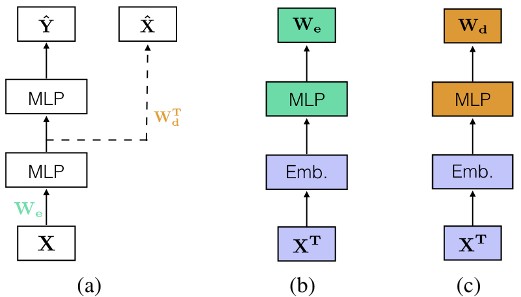 Ŷ X̂ W_e W_d
MLP MLP MLP
W_d^T
MLP Emb. Emb.
W_e
X X^T X^T
(a) (b) (c)